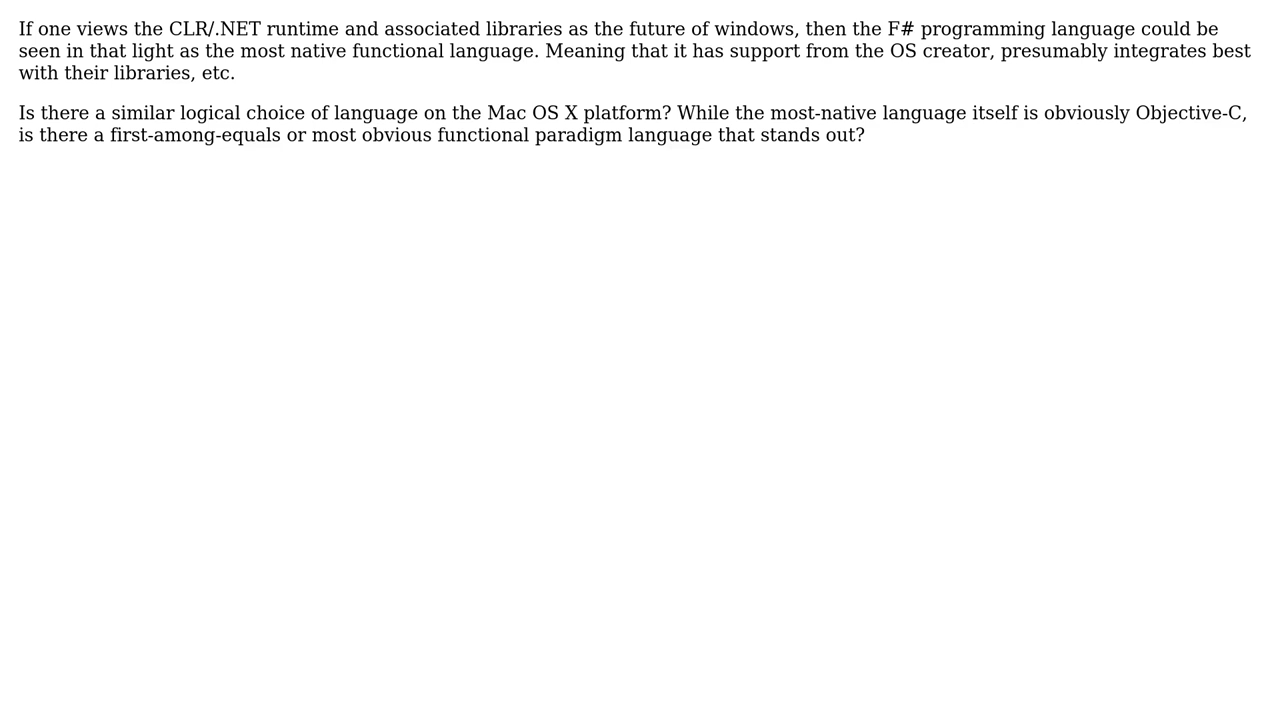 If one views the CLR/.NET runtime and associated libraries as the future of windows, then the F# programming language could be
seen in that light as the most native functional language. Meaning that it has support from the OS creator, presumably integrates best
with their libraries, etc.
Is there a similar logical choice of language on the Mac OS X platform? While the most-native language itself is obviously Objective-C,
is there a first-among-equals or most obvious functional paradigm language that stands out?